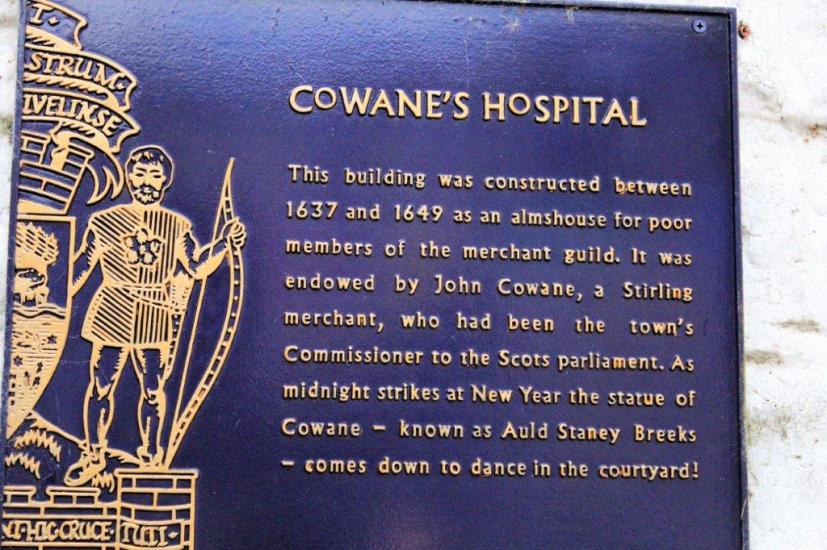 STRUM
IVELINSE
COWANE'S HOSPITAL
This building was constructed between
1637 and 1649 as an almshouse for poor
members of the merchant guild. It was
endowed by John Cowane, a Stirling
merchant, who had been the town's
Commissioner to the Scots parliament. As
midnight strikes at New Year the statue of
Cowane – known as Auld Staney Breeks
– comes down to dance in the courtyard!
NT·HIC·CRUCE· TUTI·